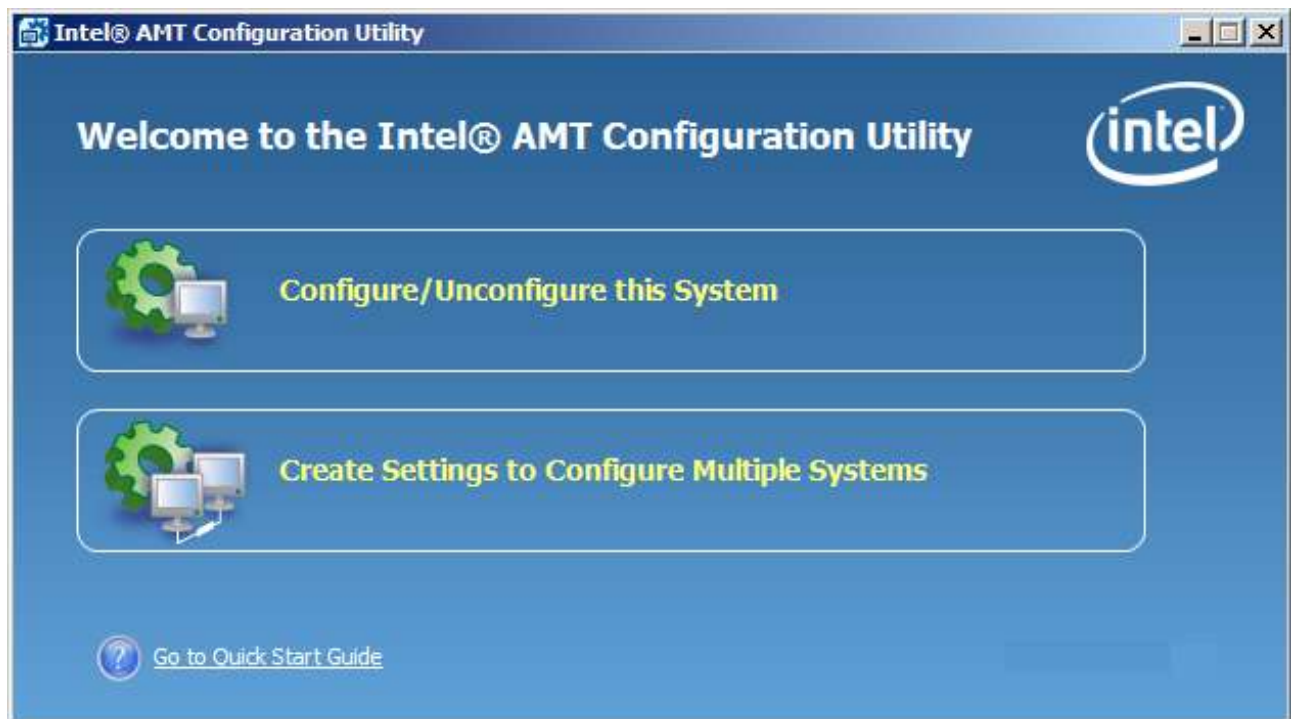 Intel® AMT Configuration Utility
Welcome to the Intel® AMT Configuration Utility
intel
Configure/Unconfigure this System
Create Settings to Configure Multiple Systems
? Go to Quick Start Guide